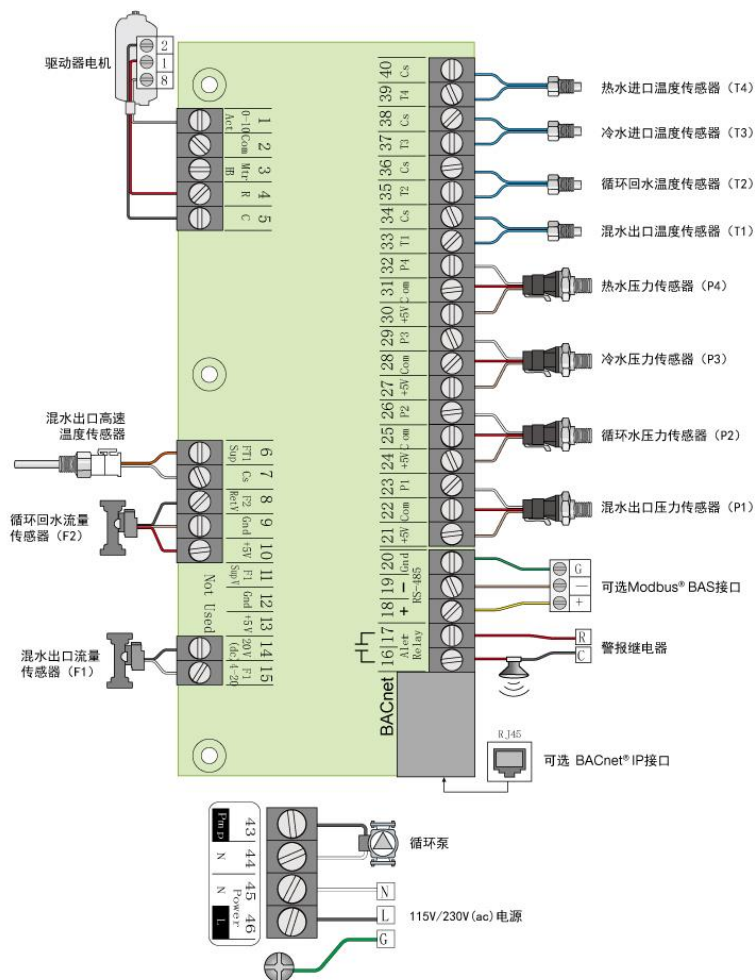 驱动器电机
2
1
8
1
0-10
Act
2
Com
3
Mtr
4
R
5
C
40
Cs
39
T4
38
Cs
37
T3
36
Cs
35
T2
34
Cs
33
T1
32
P4
31
Com
30
+5V
29
P3
28
Com
27
+5V
26
P2
25
Com
24
+5V
23
P1
22
Com
21
+5V
20
Gnd
19
−
18
+
RS-485
17
16
Aler
Relay
BACnet
热水进口温度传感器（T4）
冷水进口温度传感器（T3）
循环回水温度传感器（T2）
混水出口温度传感器（T1）
热水压力传感器（P4）
冷水压力传感器（P3）
循环水压力传感器（P2）
混水出口压力传感器（P1）
G
—
+
可选Modbus® BAS接口
R
C
警报继电器
RJ45
可选 BACnet® IP接口
混水出口高速
温度传感器
循环回水流量
传感器（F2）
混水出口流量
传感器（F1）
6
FT1
Sup
7
Cs
8
F2
RetV
9
Gnd
10
+5V
11
F1
SupV
12
Gnd
13
+5V
Not Used
14
20V
(dc)
15
F1
4-20
Pmp
43
N
44
N
45
L
46
Power
循环泵
N
L
115V/230V(ac)电源
G